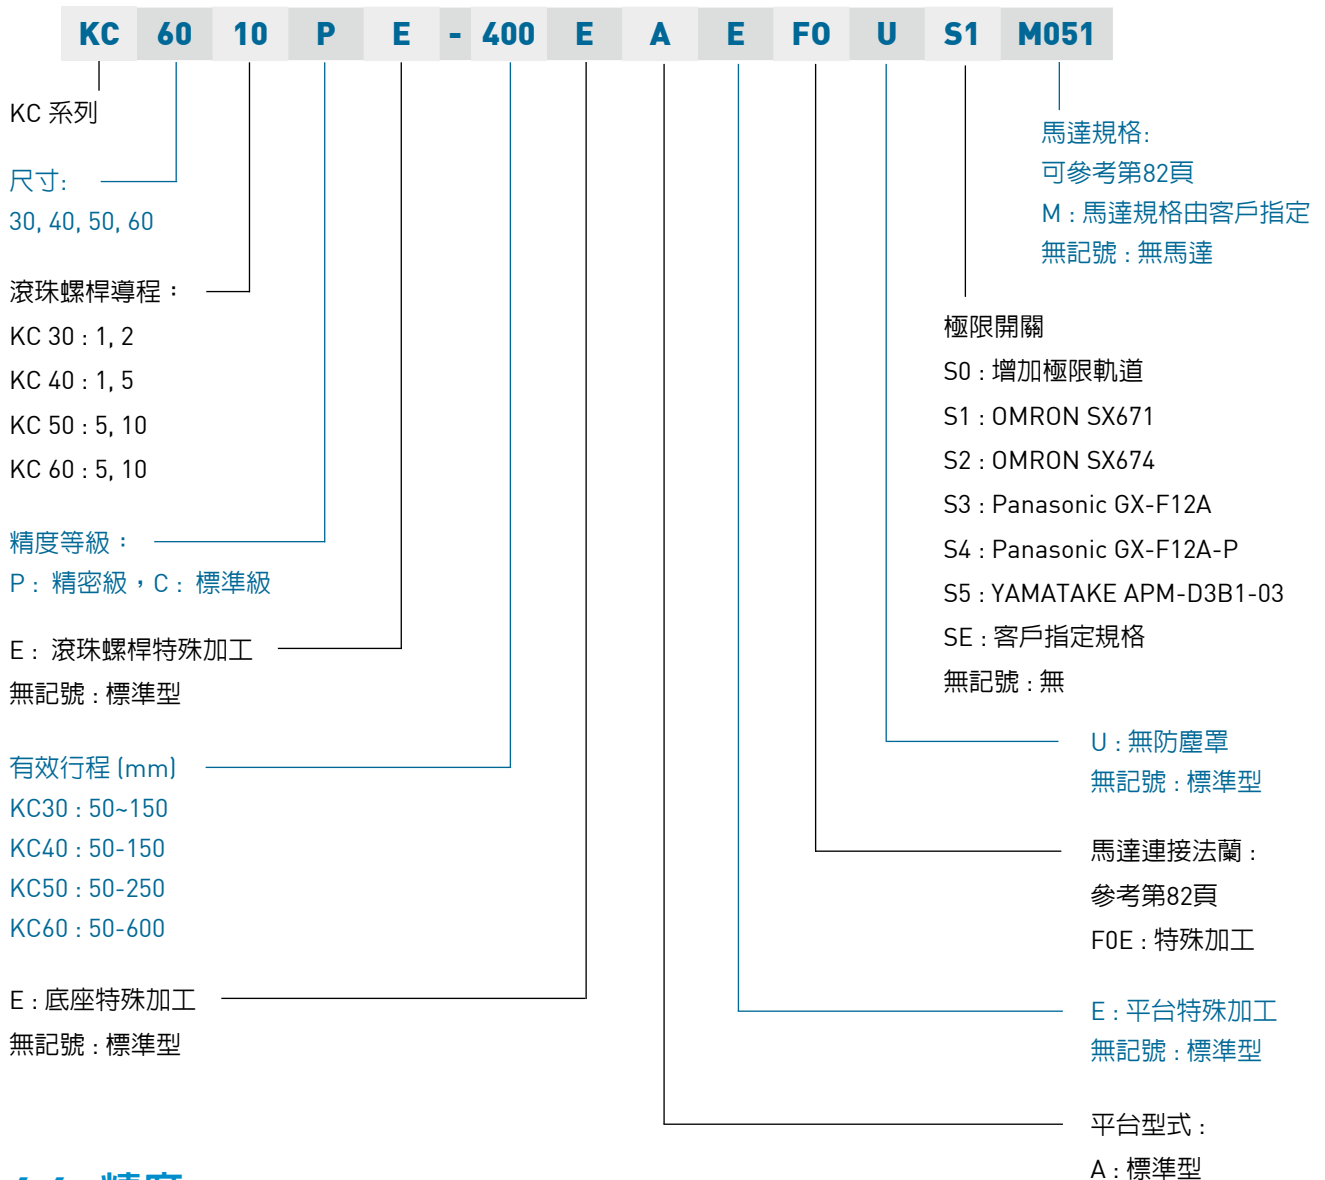 KC 60 10 P E - 400 E A E F0 U S1 M051
KC 系列
尺寸:
30, 40, 50, 60
滾珠螺桿導程：
KC 30 : 1, 2
KC 40 : 1, 5
KC 50 : 5, 10
KC 60 : 5, 10
精度等級：
P : 精密級，C : 標準級
E : 滾珠螺桿特殊加工
無記號 : 標準型
有效行程 (mm)
KC30 : 50~150
KC40 : 50-150
KC50 : 50-250
KC60 : 50-600
E : 底座特殊加工
無記號 : 標準型
馬達規格:
可參考第82頁
M : 馬達規格由客戶指定
無記號 : 無馬達
極限開關
S0 : 增加極限軌道
S1 : OMRON SX671
S2 : OMRON SX674
S3 : Panasonic GX-F12A
S4 : Panasonic GX-F12A-P
S5 : YAMATAKE APM-D3B1-03
SE : 客戶指定規格
無記號 : 無
U : 無防塵罩
無記號 : 標準型
馬達連接法蘭 :
參考第82頁
F0E : 特殊加工
E : 平台特殊加工
無記號 : 標準型
平台型式 :
A : 標準型